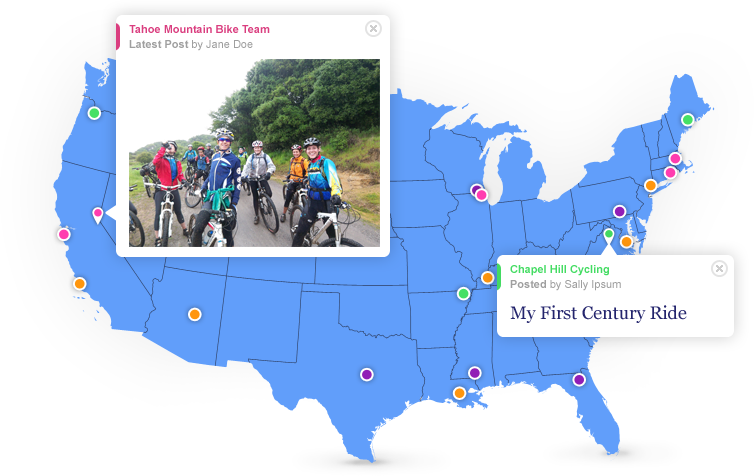 Tahoe Mountain Bike Team
Latest Post by Jane Doe
Chapel Hill Cycling
Posted by Sally Ipsum
My First Century Ride